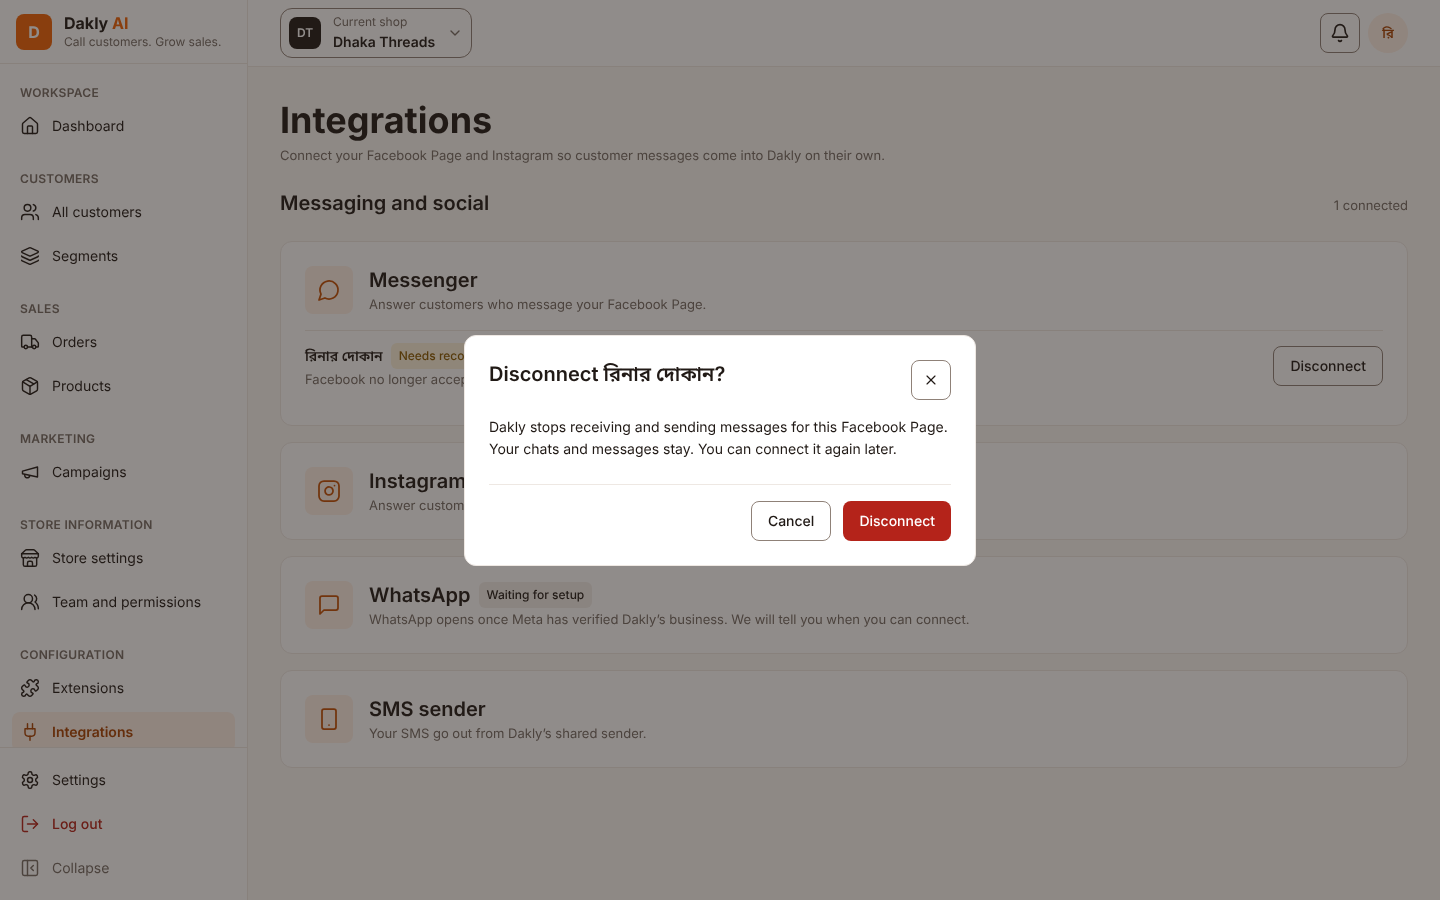 D
Dakly AI
Call customers. Grow sales.
DT
Current shop
Dhaka Threads
রি
WORKSPACE
Dashboard
CUSTOMERS
All customers
Segments
SALES
Orders
Products
MARKETING
Campaigns
STORE INFORMATION
Store settings
Team and permissions
CONFIGURATION
Extensions
Integrations
Settings
Log out
Collapse
Integrations
Connect your Facebook Page and Instagram so customer messages come into Dakly on their own.
Messaging and social
1 connected
Messenger
Answer customers who message your Facebook Page.
রিনার দোকান Needs
Facebook no longer
Disconnect
Instagram
Answer
WhatsApp Waiting for setup
WhatsApp opens once Meta has verified Dakly’s business. We will tell you when you can connect.
SMS sender
Your SMS go out from Dakly’s shared sender.
Disconnect রিনার দোকান?
Dakly stops receiving and sending messages for this Facebook Page.
Your chats and messages stay. You can connect it again later.
Cancel
Disconnect